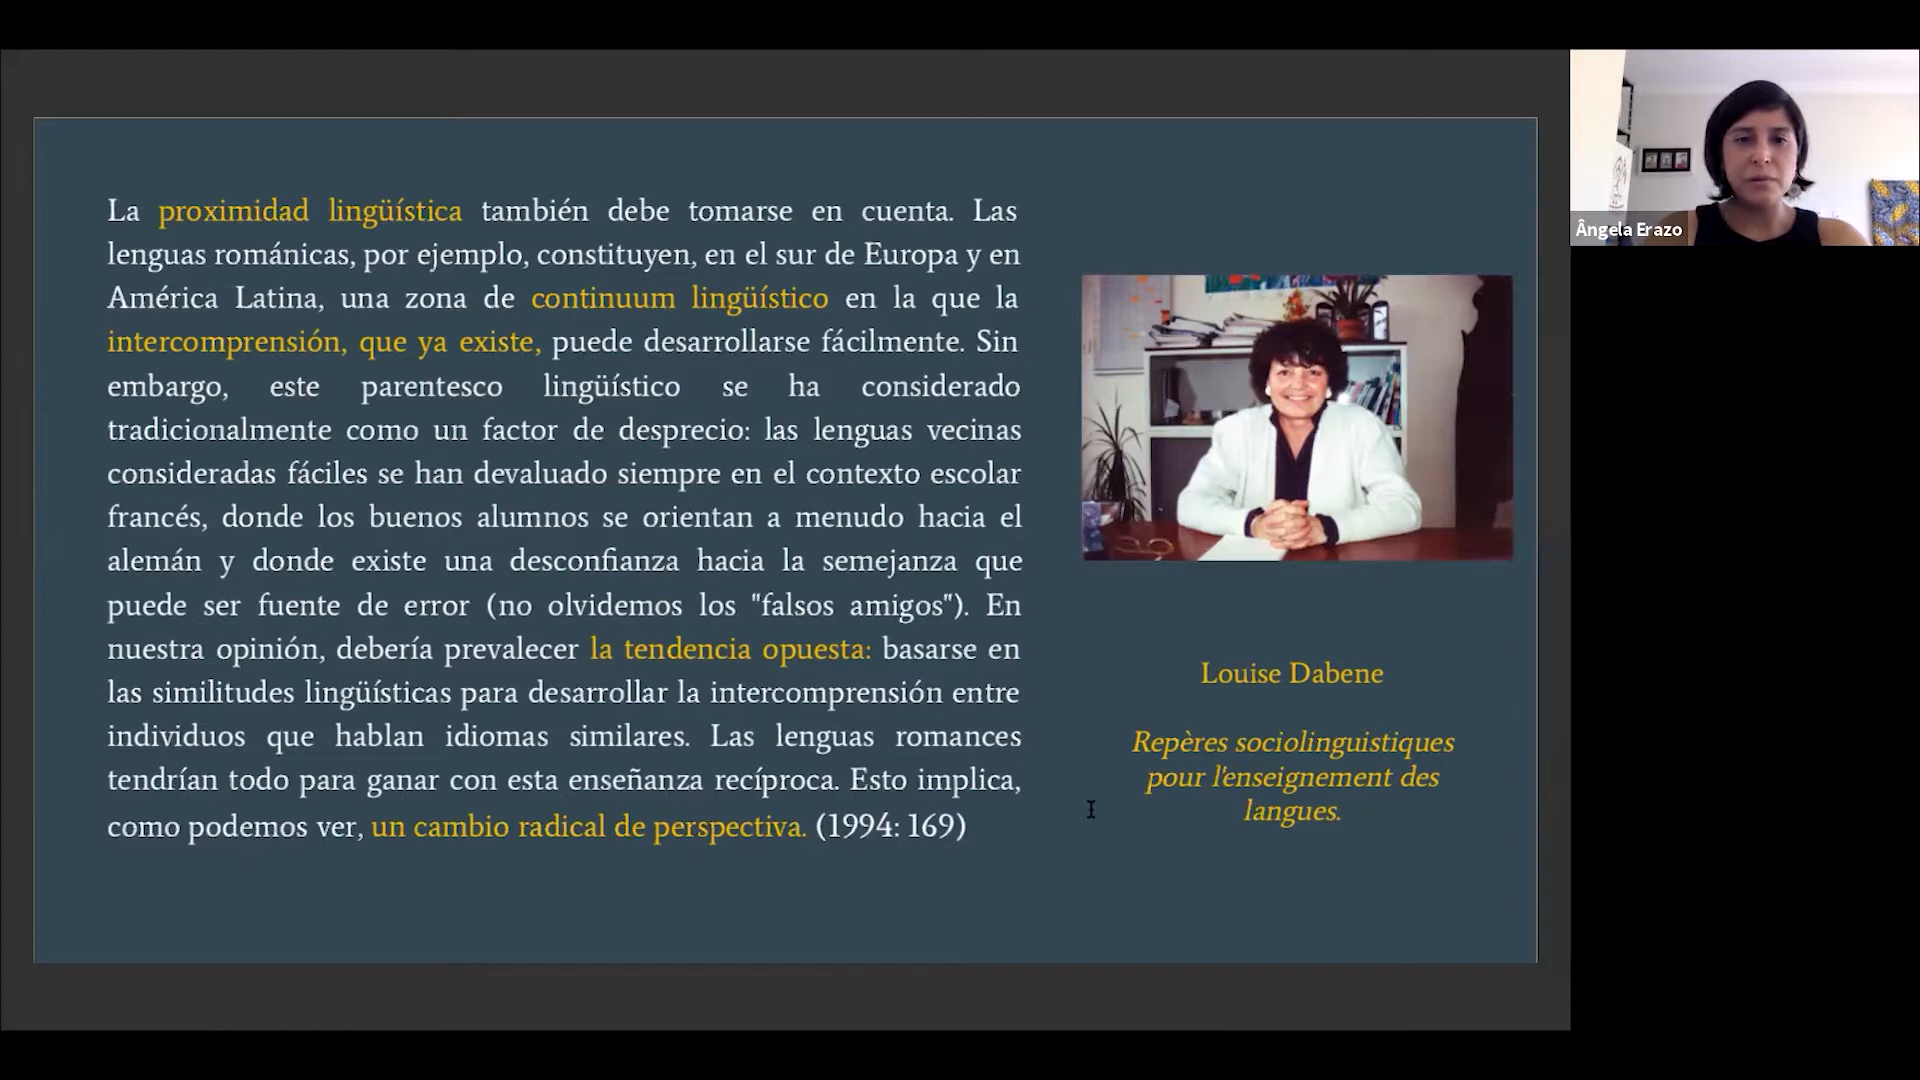 La proximidad lingüística también debe tomarse en cuenta. Las
lenguas románicas, por ejemplo, constituyen, en el sur de Europa y en
América Latina, una zona de continuum lingüístico en la que la
intercomprensión, que ya existe, puede desarrollarse fácilmente. Sin
embargo, este parentesco lingüístico se ha considerado
tradicionalmente como un factor de desprecio: las lenguas vecinas
consideradas fáciles se han devaluado siempre en el contexto escolar
francés, donde los buenos alumnos se orientan a menudo hacia el
alemán y donde existe una desconfianza hacia la semejanza que
puede ser fuente de error (no olvidemos los "falsos amigos"). En
nuestra opinión, debería prevalecer la tendencia opuesta: basarse en
las similitudes lingüísticas para desarrollar la intercomprensión entre
individuos que hablan idiomas similares. Las lenguas romances
tendrían todo para ganar con esta enseñanza recíproca. Esto implica,
como podemos ver, un cambio radical de perspectiva. (1994: 169)
Louise Dabene
Repères sociolinguistiques
pour l'enseignement des
langues.
Ângela Erazo